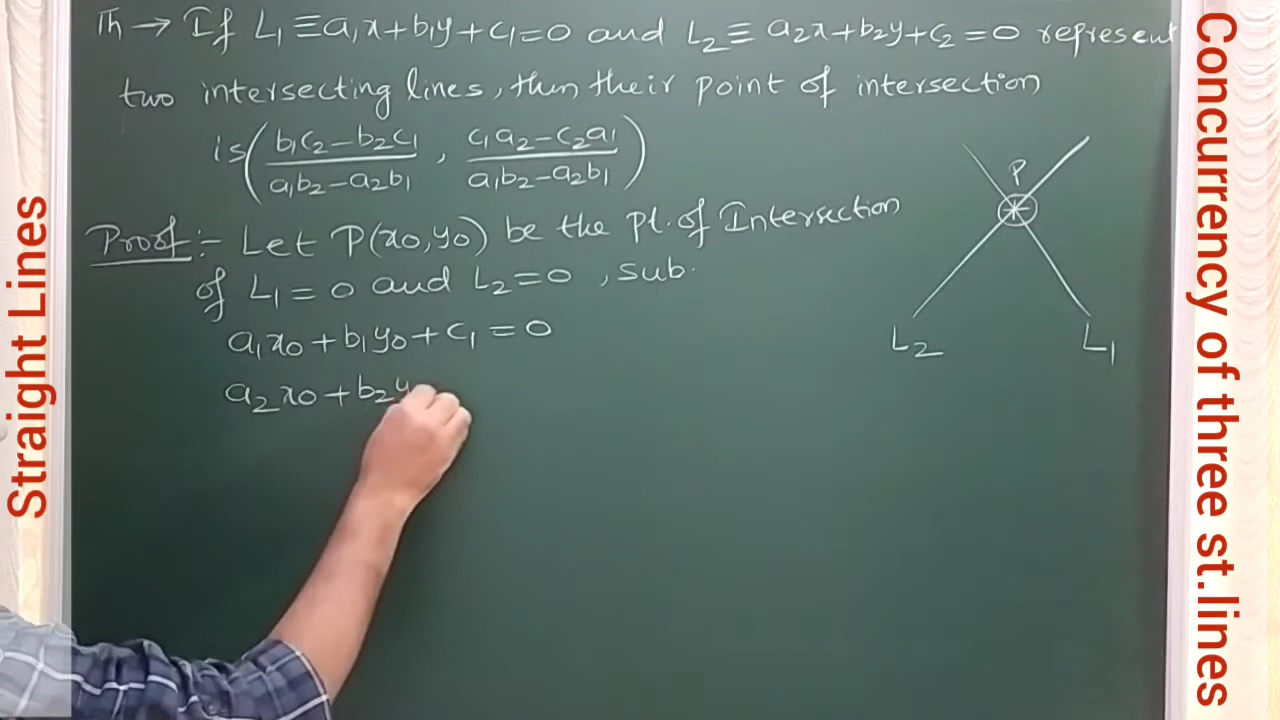 Th → If L₁ ≡ a₁x + b₁y + c₁ = 0 and L₂ ≡ a₂x + b₂y + c₂ = 0 represent
two intersecting lines, then their point of intersection
is ( (b₁c₂ − b₂c₁)/(a₁b₂ − a₂b₁) , (c₁a₂ − c₂a₁)/(a₁b₂ − a₂b₁) )
Proof :- Let P(x₀, y₀) be the pt. of Intersection
of L₁ = 0 and L₂ = 0 , sub.
a₁x₀ + b₁y₀ + c₁ = 0
a₂x₀ + b₂y
P
L₂ L₁
Straight Lines
Concurrency of three st.lines